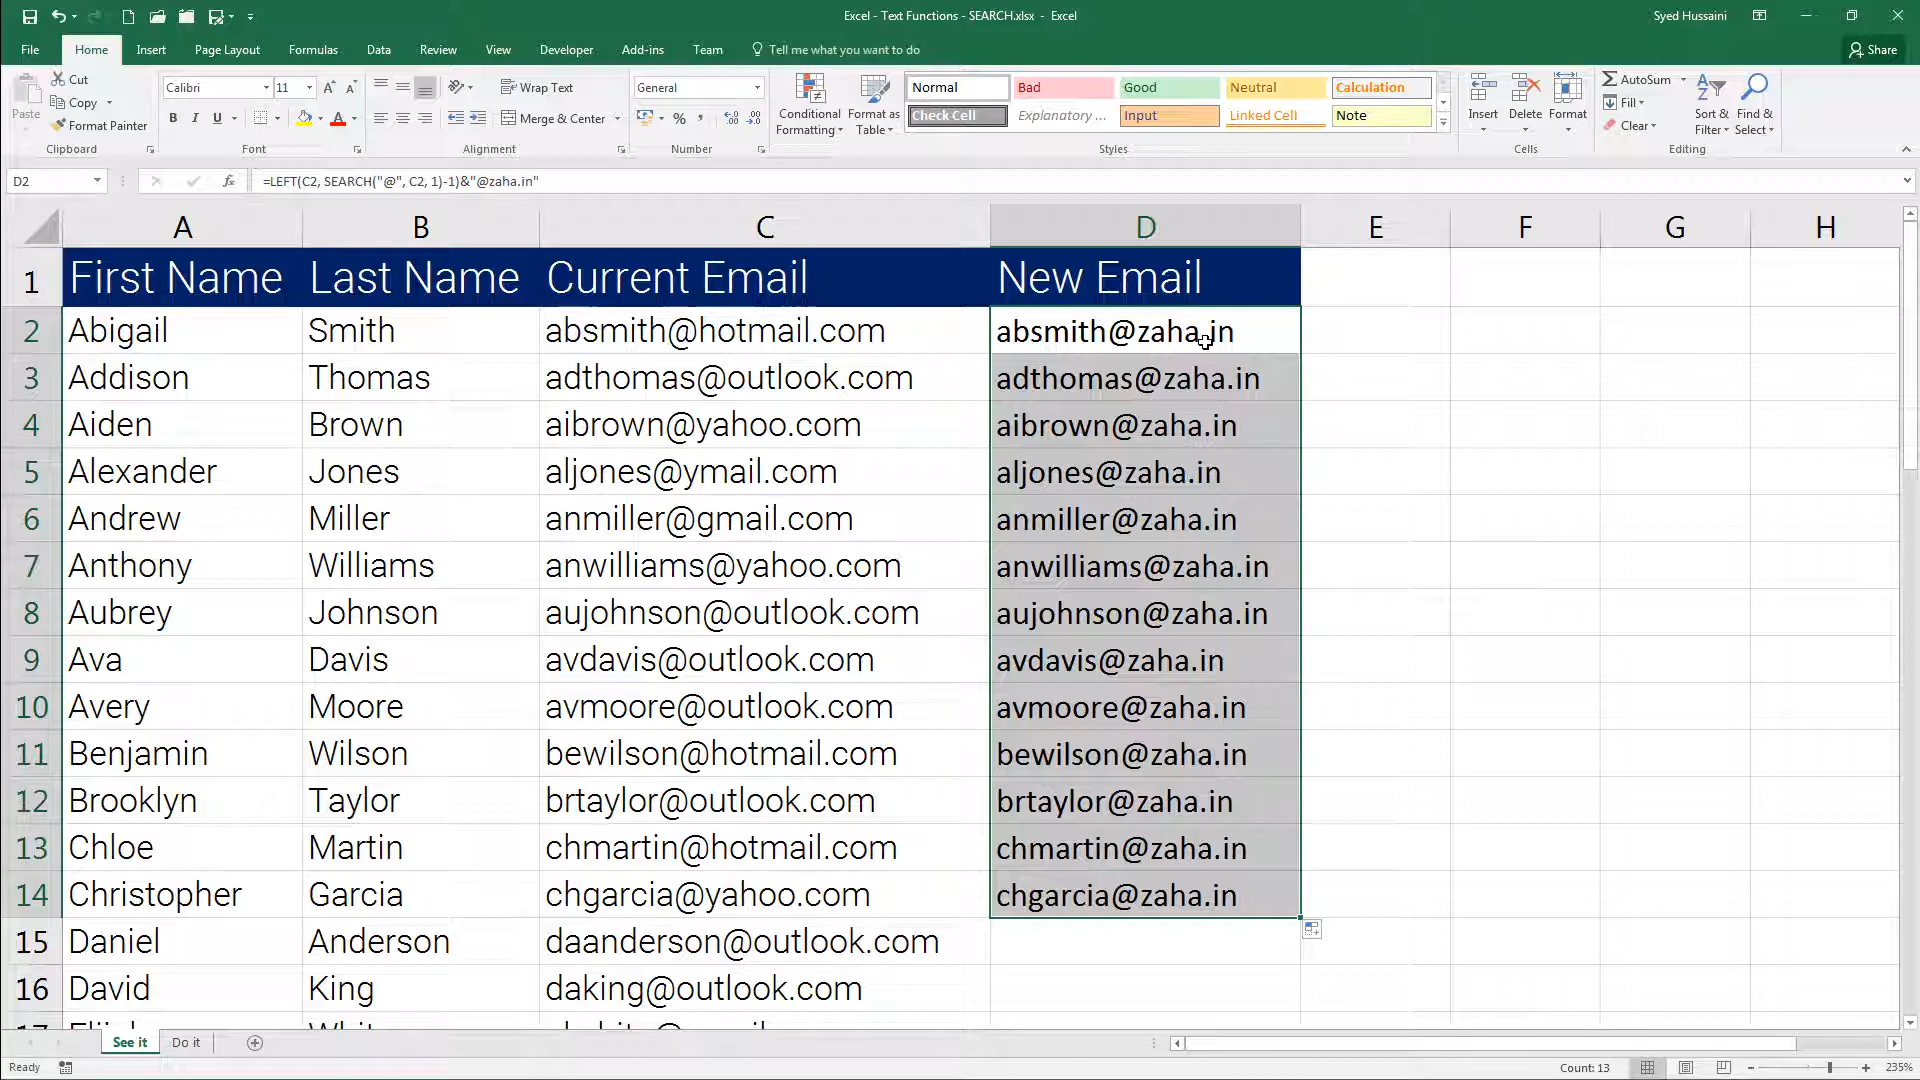 Excel - Text Functions - SEARCH.xlsx - Excel
Syed Hussaini
File Home Insert Page Layout Formulas Data Review View Developer Add-ins Team Tell me what you want to do Share
Paste
Cut
Copy
Format Painter
Clipboard
Calibri 11
B I U
Font
Wrap Text
Merge & Center
Alignment
General
Number
Conditional Formatting
Format as Table
Normal Bad Good Neutral Calculation
Check Cell Explanatory ... Input Linked Cell Note
Styles
Insert Delete Format
Cells
AutoSum
Fill
Clear
Sort & Filter
Find & Select
Editing
D2 fx =LEFT(C2, SEARCH("@", C2, 1)-1)&"@zaha.in"
A B C D E F G H
1 First Name Last Name Current Email New Email
2 Abigail Smith absmith@hotmail.com absmith@zaha.in
3 Addison Thomas adthomas@outlook.com adthomas@zaha.in
4 Aiden Brown aibrown@yahoo.com aibrown@zaha.in
5 Alexander Jones aljones@ymail.com aljones@zaha.in
6 Andrew Miller anmiller@gmail.com anmiller@zaha.in
7 Anthony Williams anwilliams@yahoo.com anwilliams@zaha.in
8 Aubrey Johnson aujohnson@outlook.com aujohnson@zaha.in
9 Ava Davis avdavis@outlook.com avdavis@zaha.in
10 Avery Moore avmoore@outlook.com avmoore@zaha.in
11 Benjamin Wilson bewilson@hotmail.com bewilson@zaha.in
12 Brooklyn Taylor brtaylor@outlook.com brtaylor@zaha.in
13 Chloe Martin chmartin@hotmail.com chmartin@zaha.in
14 Christopher Garcia chgarcia@yahoo.com chgarcia@zaha.in
15 Daniel Anderson daanderson@outlook.com
16 David King daking@outlook.com
See it Do it
Ready
Count: 13
235%